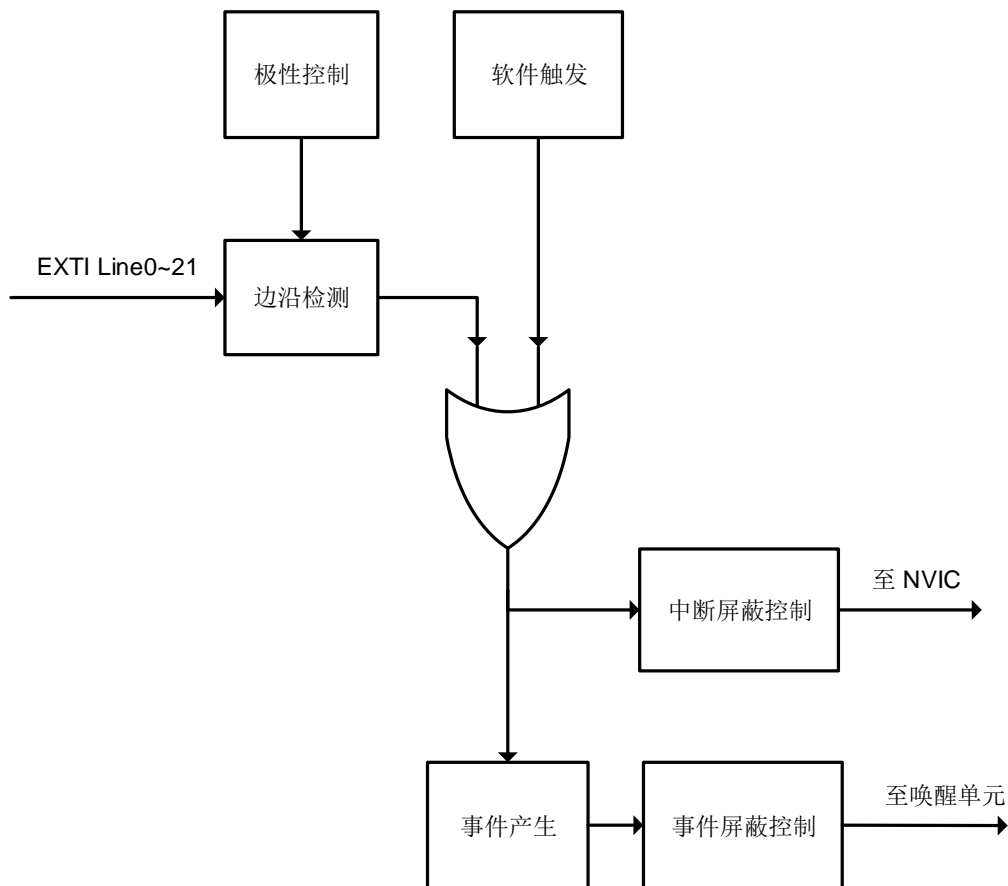 极性控制
软件触发
EXTI Line0~21
边沿检测
至 NVIC
中断屏蔽控制
至唤醒单元
事件产生
事件屏蔽控制